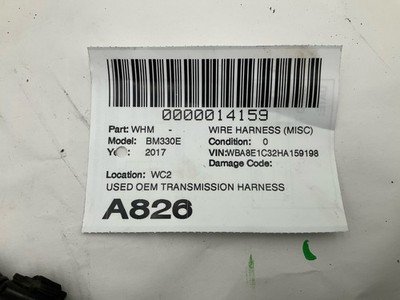 0000014159
Part: WHM - WIRE HARNESS (MISC)
Model: BM330E Condition: 0
Year: 2017 VIN:WBA8E1C32HA159198
Damage Code:
Location: WC2
USED OEM TRANSMISSION HARNESS
A826